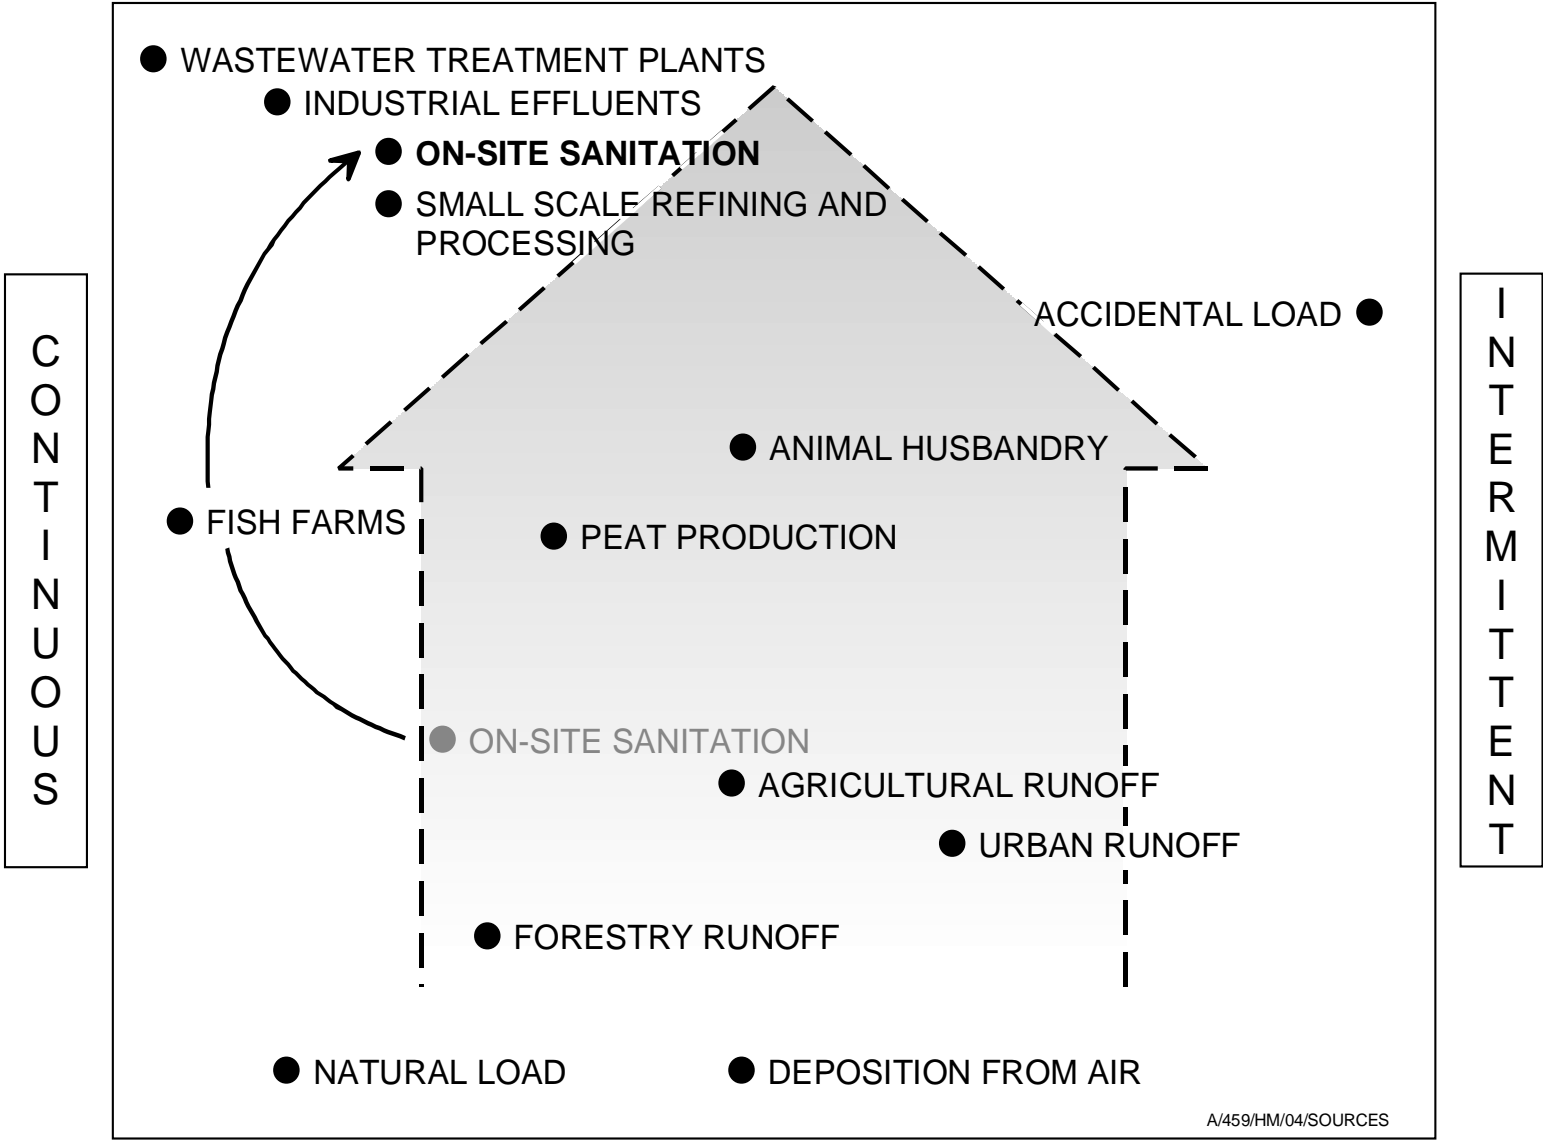 WASTEWATER TREATMENT PLANTS
INDUSTRIAL EFFLUENTS
ON-SITE SANITATION
SMALL SCALE REFINING AND
PROCESSING
ACCIDENTAL LOAD
CONTINUOUS
INTERMITTENT
ANIMAL HUSBANDRY
FISH FARMS
PEAT PRODUCTION
ON-SITE SANITATION
AGRICULTURAL RUNOFF
URBAN RUNOFF
FORESTRY RUNOFF
NATURAL LOAD
DEPOSITION FROM AIR
A/459/HM/04/SOURCES